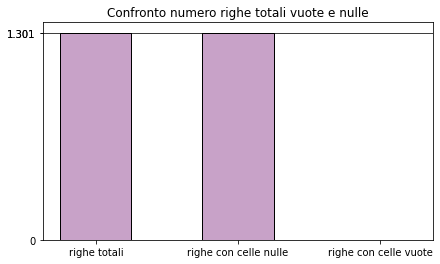 Confronto numero righe totali vuote e nulle
1.301
0
righe totali
righe con celle nulle
righe con celle vuote